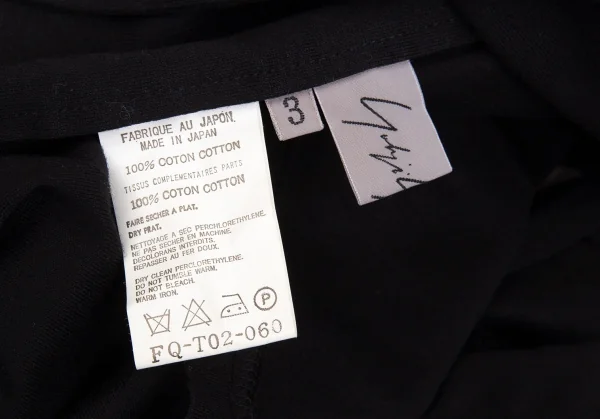 FABRIQUE AU JAPON.
MADE IN JAPAN
100% COTON COTTON
TISSUS COMPLEMENTAIRES PARTS
100% COTON COTTON
FAIRE SECHER A PLAT.
DRY PRAT.
NETTOYAGE A SEC PERCHLORETHYLENE.
NE PAS SECHER EN MACHINE.
DECOLORANS INTERDITS.
REPASSER AU FER DOUX.
DRY CLEAN PERCLORETHYLENE.
DO NOT TUMBLE WARM.
DO NOT BLEACH.
WARM IRON.
P
FQ-T02-060
3